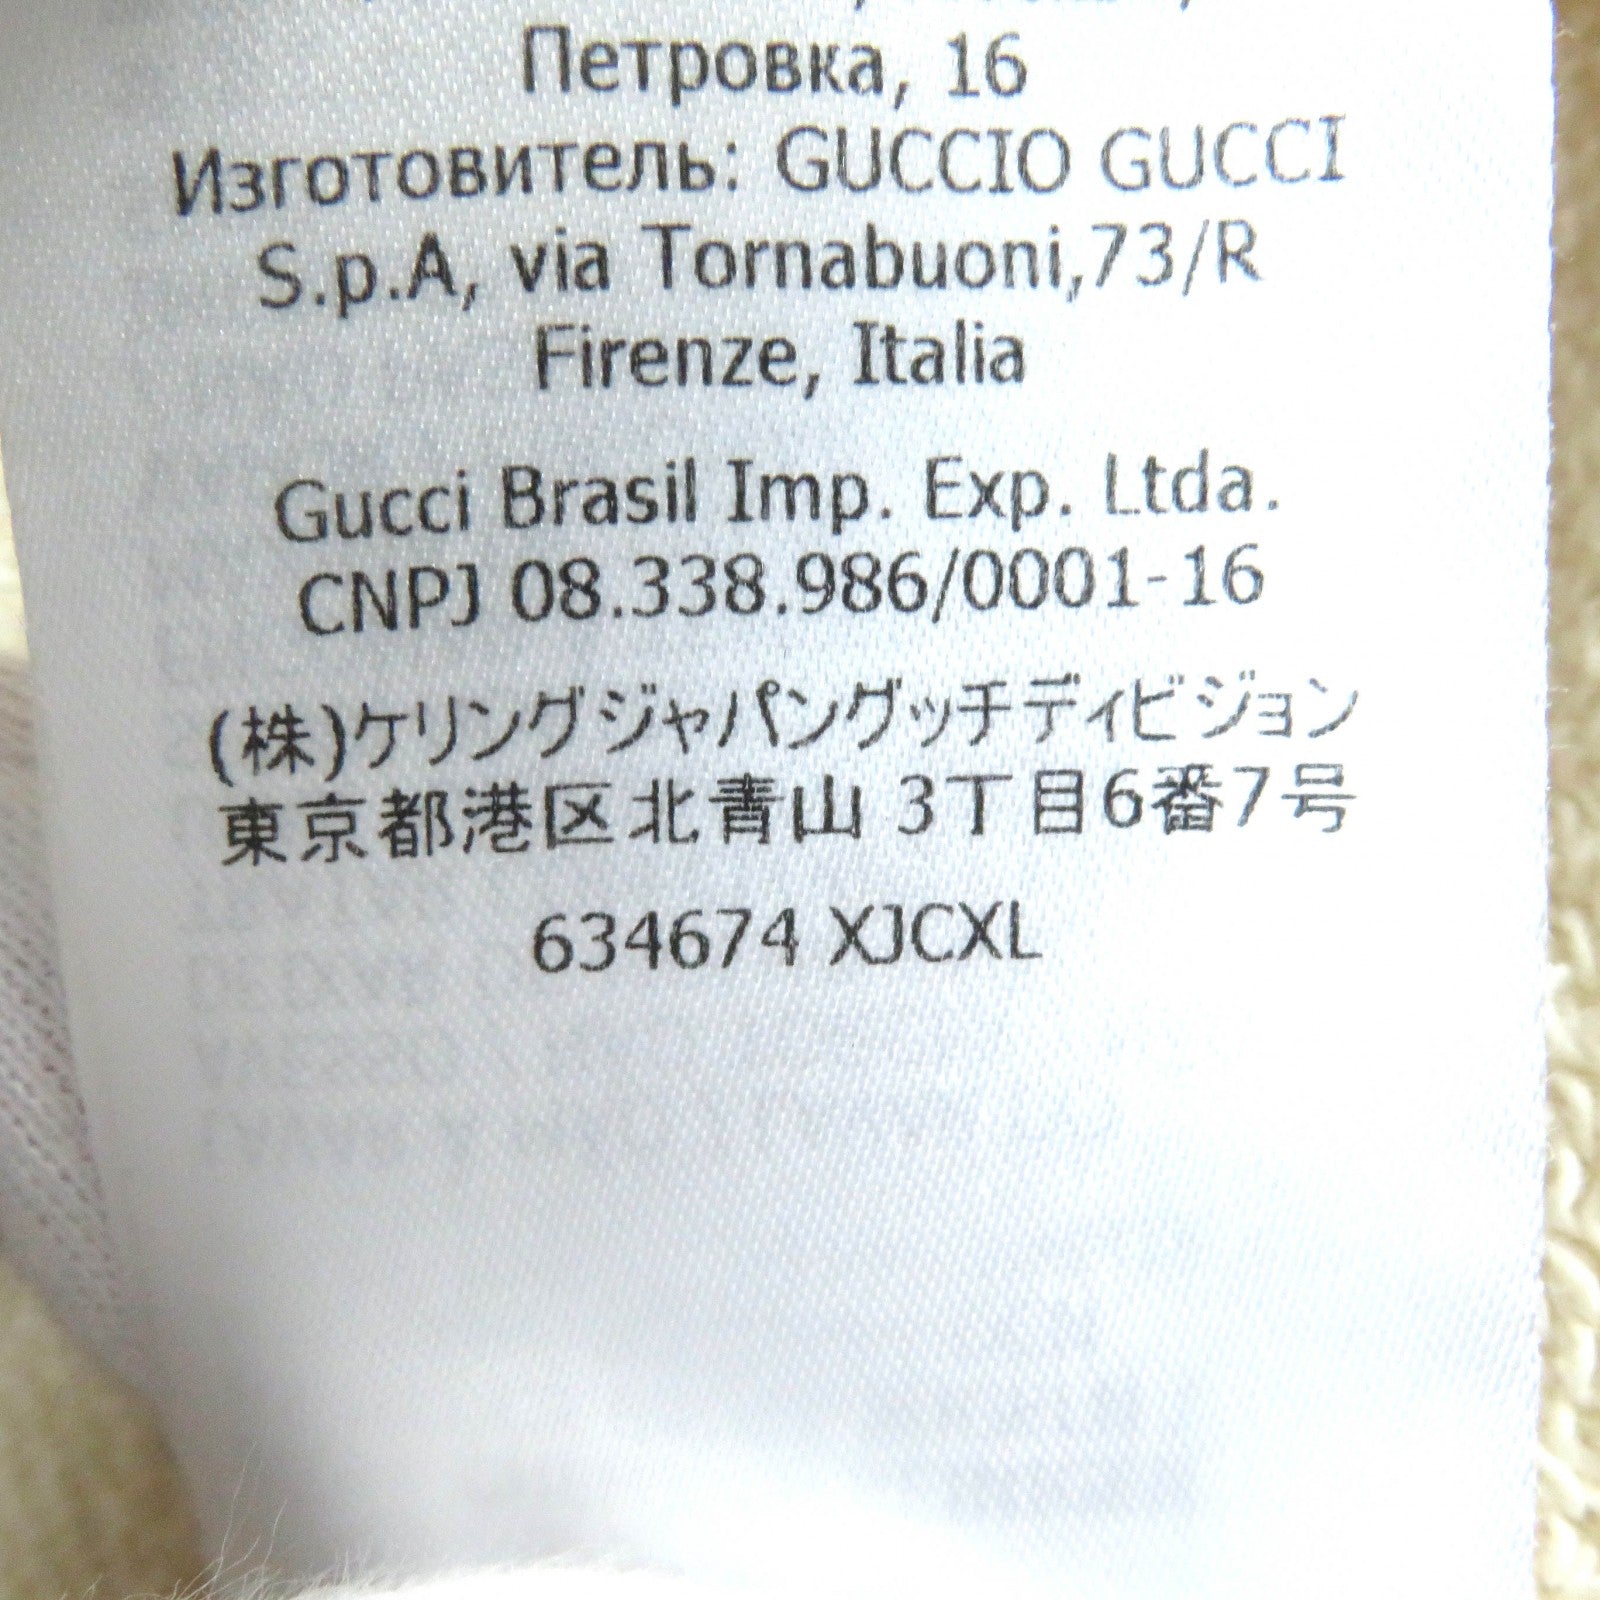 Петровка, 16
Изготовитель: GUCCIO GUCCI
S.p.A, via Tornabuoni,73/R
Firenze, Italia
Gucci Brasil Imp. Exp. Ltda.
CNPJ 08.338.986/0001-16
(株)ケリングジャパングッチディビジョン
東京都港区北青山 3丁目6番7号
634674 XJCXL